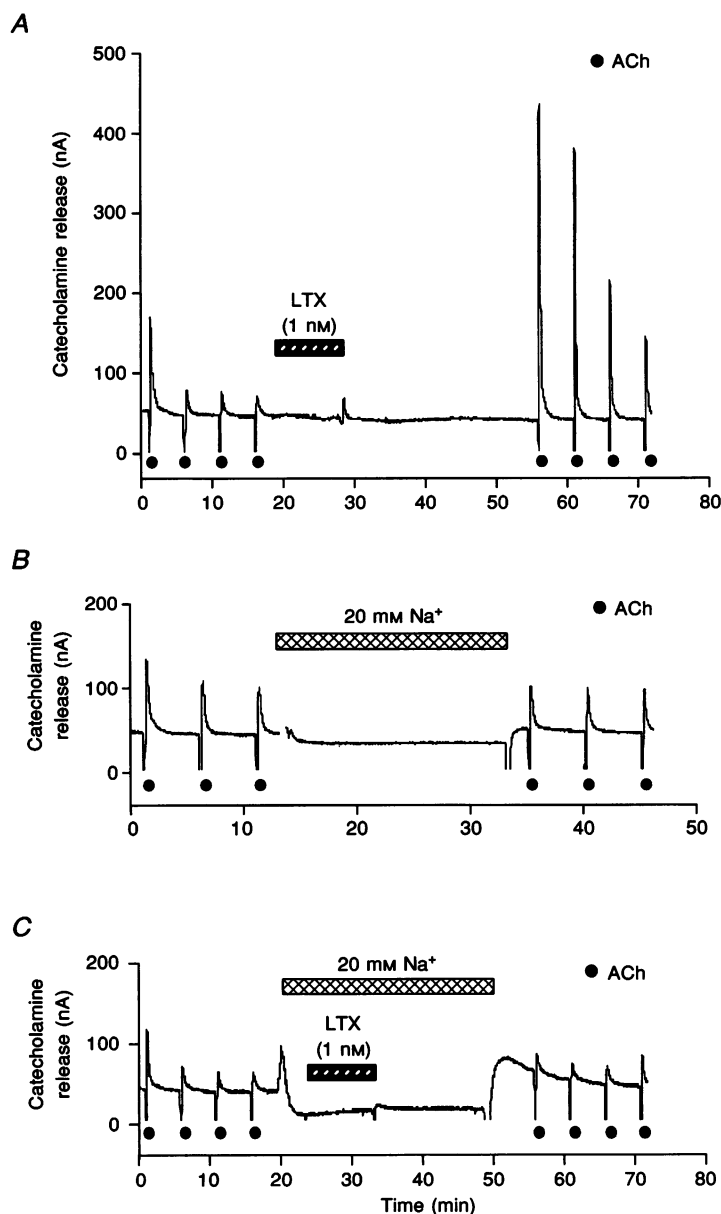 A
500
● ACh
400
300
200
100
0
Catecholamine release (nA)
LTX
(1 nM)
0 10 20 30 40 50 60 70 80
B
200
100
0
Catecholamine
release (nA)
20 mM Na⁺
● ACh
0 10 20 30 40 50
C
200
100
0
Catecholamine
release (nA)
20 mM Na⁺
● ACh
LTX
(1 nM)
0 10 20 30 40 50 60 70 80
Time (min)